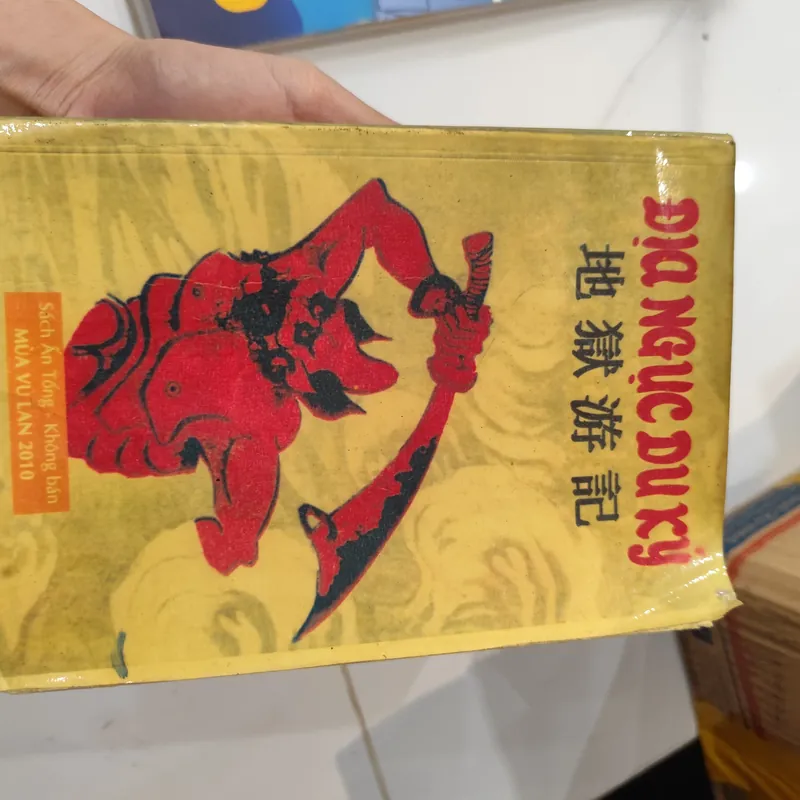 ĐỊA NGỤC DU KÝ
地獄游記
Sách Ấn Tống - Không bán
MÙA VU LAN 2010